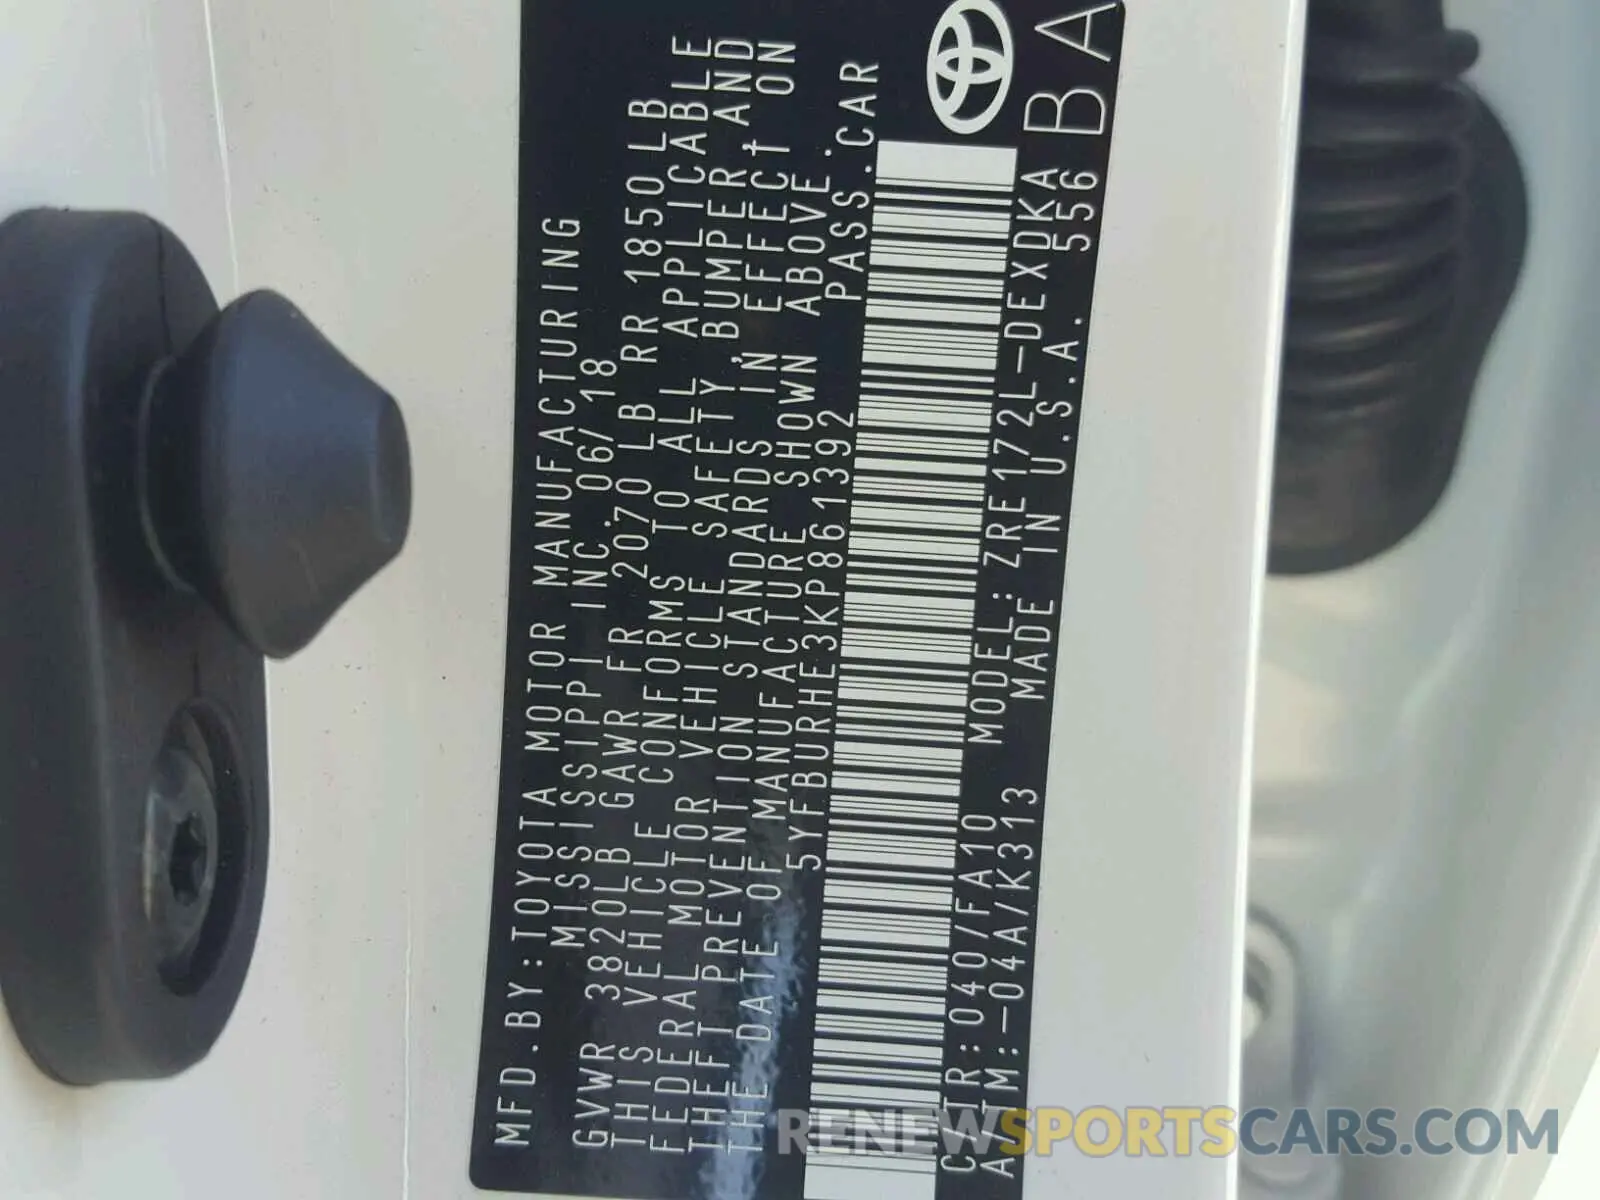 MFD.BY:TOYOTA MOTOR MANUFACTURING
MISSISSIPPI INC. 06/18
GVWR 3820LB GAWR FR 2070 LB RR 1850 LB
THIS VEHICLE CONFORMS TO ALL APPLICABLE
FEDERAL MOTOR VEHICLE SAFETY, BUMPER, AND
THEFT PREVENTION STANDARDS IN EFFECT ON
THE DATE OF MANUFACTURE SHOWN ABOVE.
5YFBURHE3KP861392 PASS.CAR
C/TR:040/FA10 MODEL:ZRE172L-DEXDKA
A/TM:-04A/K313 MADE IN U.S.A. 556
BA
RENEWSPORTSCARS.COM